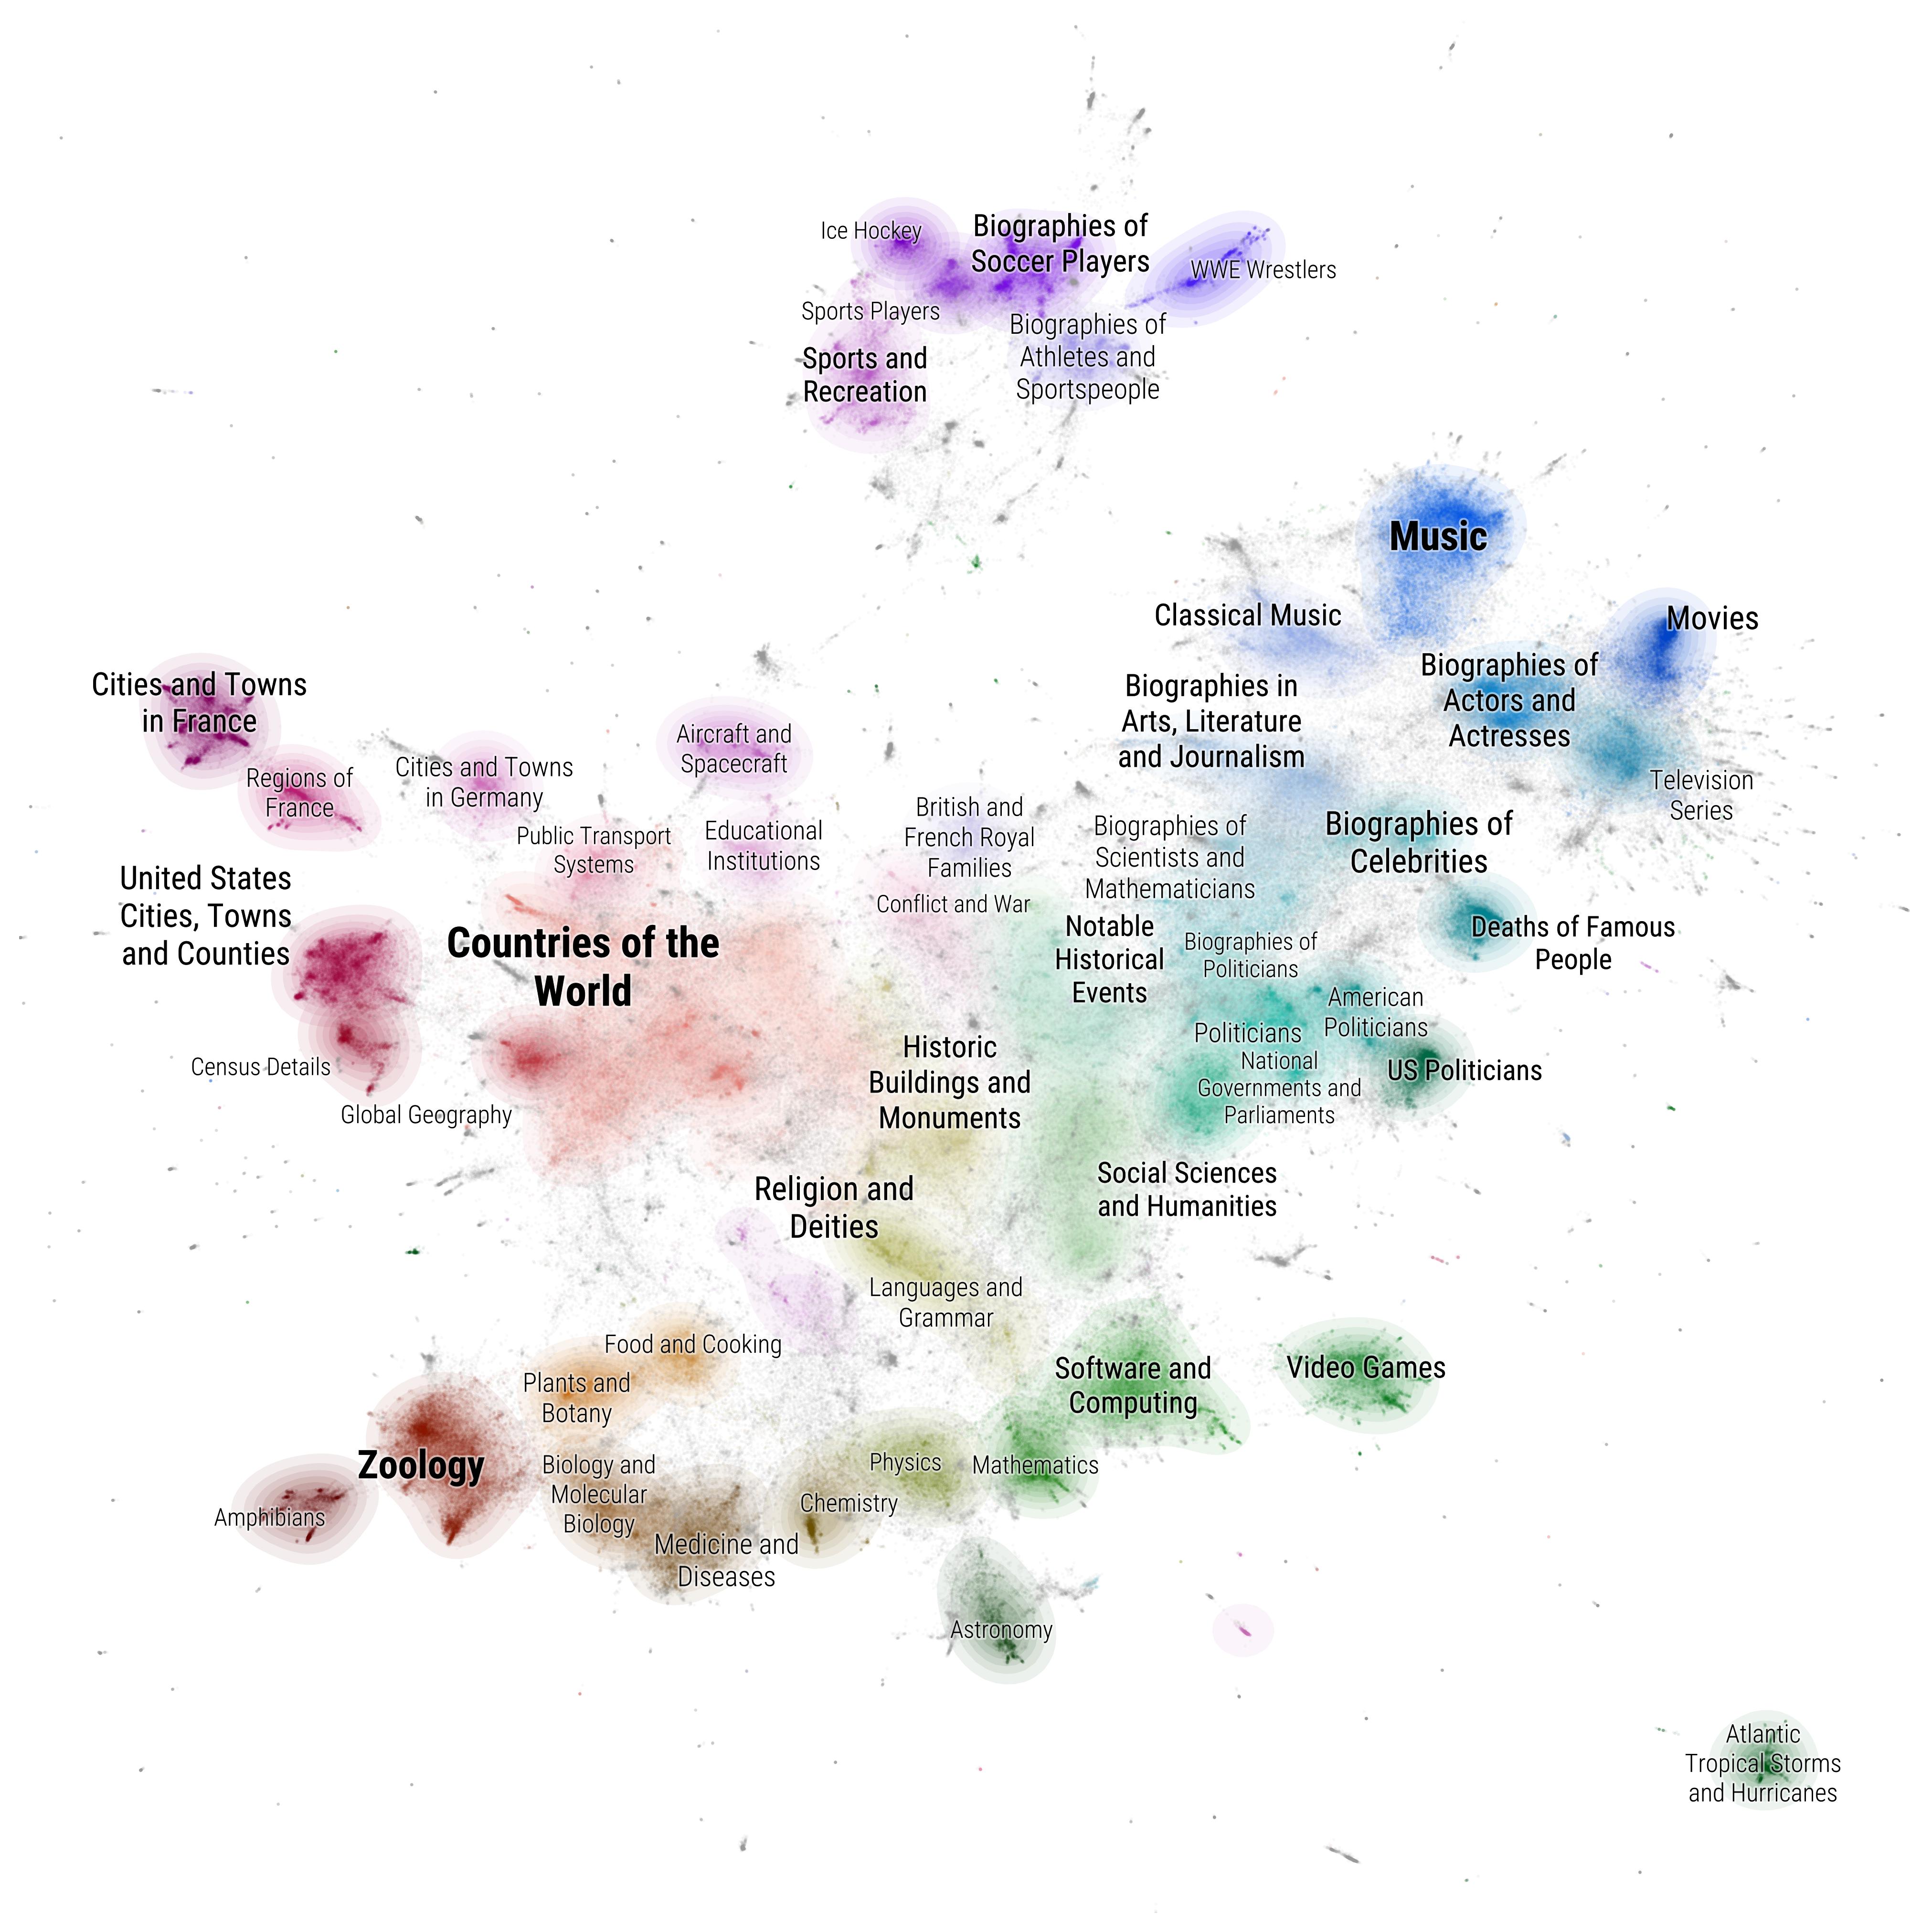 Ice Hockey
Biographies of
Soccer Players
WWE Wrestlers
Sports Players
Biographies of
Athletes and
Sportspeople
Sports and
Recreation
Music
Classical Music
Movies
Biographies of
Actors and
Actresses
Biographies in
Arts, Literature
and Journalism
Television
Series
Cities and Towns
in France
Regions of
France
Cities and Towns
in Germany
Aircraft and
Spacecraft
Public Transport
Systems
Educational
Institutions
British and
French Royal
Families
Conflict and War
Biographies of
Scientists and
Mathematicians
Biographies of
Celebrities
United States
Cities, Towns
and Counties
Countries of the
World
Notable
Historical
Events
Biographies of
Politicians
Deaths of Famous
People
American
Politicians
Politicians
National
Governments and
Parliaments
US Politicians
Census Details
Global Geography
Historic
Buildings and
Monuments
Religion and
Deities
Social Sciences
and Humanities
Languages and
Grammar
Food and Cooking
Plants and
Botany
Software and
Computing
Video Games
Zoology
Amphibians
Biology and
Molecular
Biology
Medicine and
Diseases
Chemistry
Physics
Mathematics
Astronomy
Atlantic
Tropical Storms
and Hurricanes